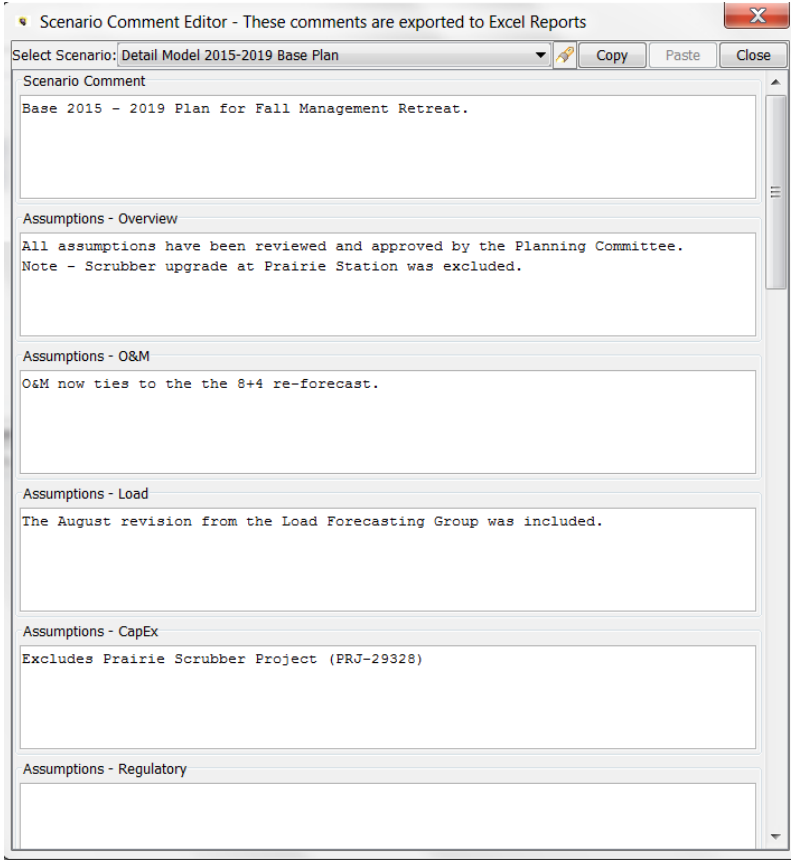 Scenario Comment Editor - These comments are exported to Excel Reports
Select Scenario: Detail Model 2015-2019 Base Plan Copy Paste Close
Scenario Comment
Base 2015 - 2019 Plan for Fall Management Retreat.
Assumptions - Overview
All assumptions have been reviewed and approved by the Planning Committee.
Note - Scrubber upgrade at Prairie Station was excluded.
Assumptions - O&M
O&M now ties to the the 8+4 re-forecast.
Assumptions - Load
The August revision from the Load Forecasting Group was included.
Assumptions - CapEx
Excludes Prairie Scrubber Project (PRJ-29328)
Assumptions - Regulatory